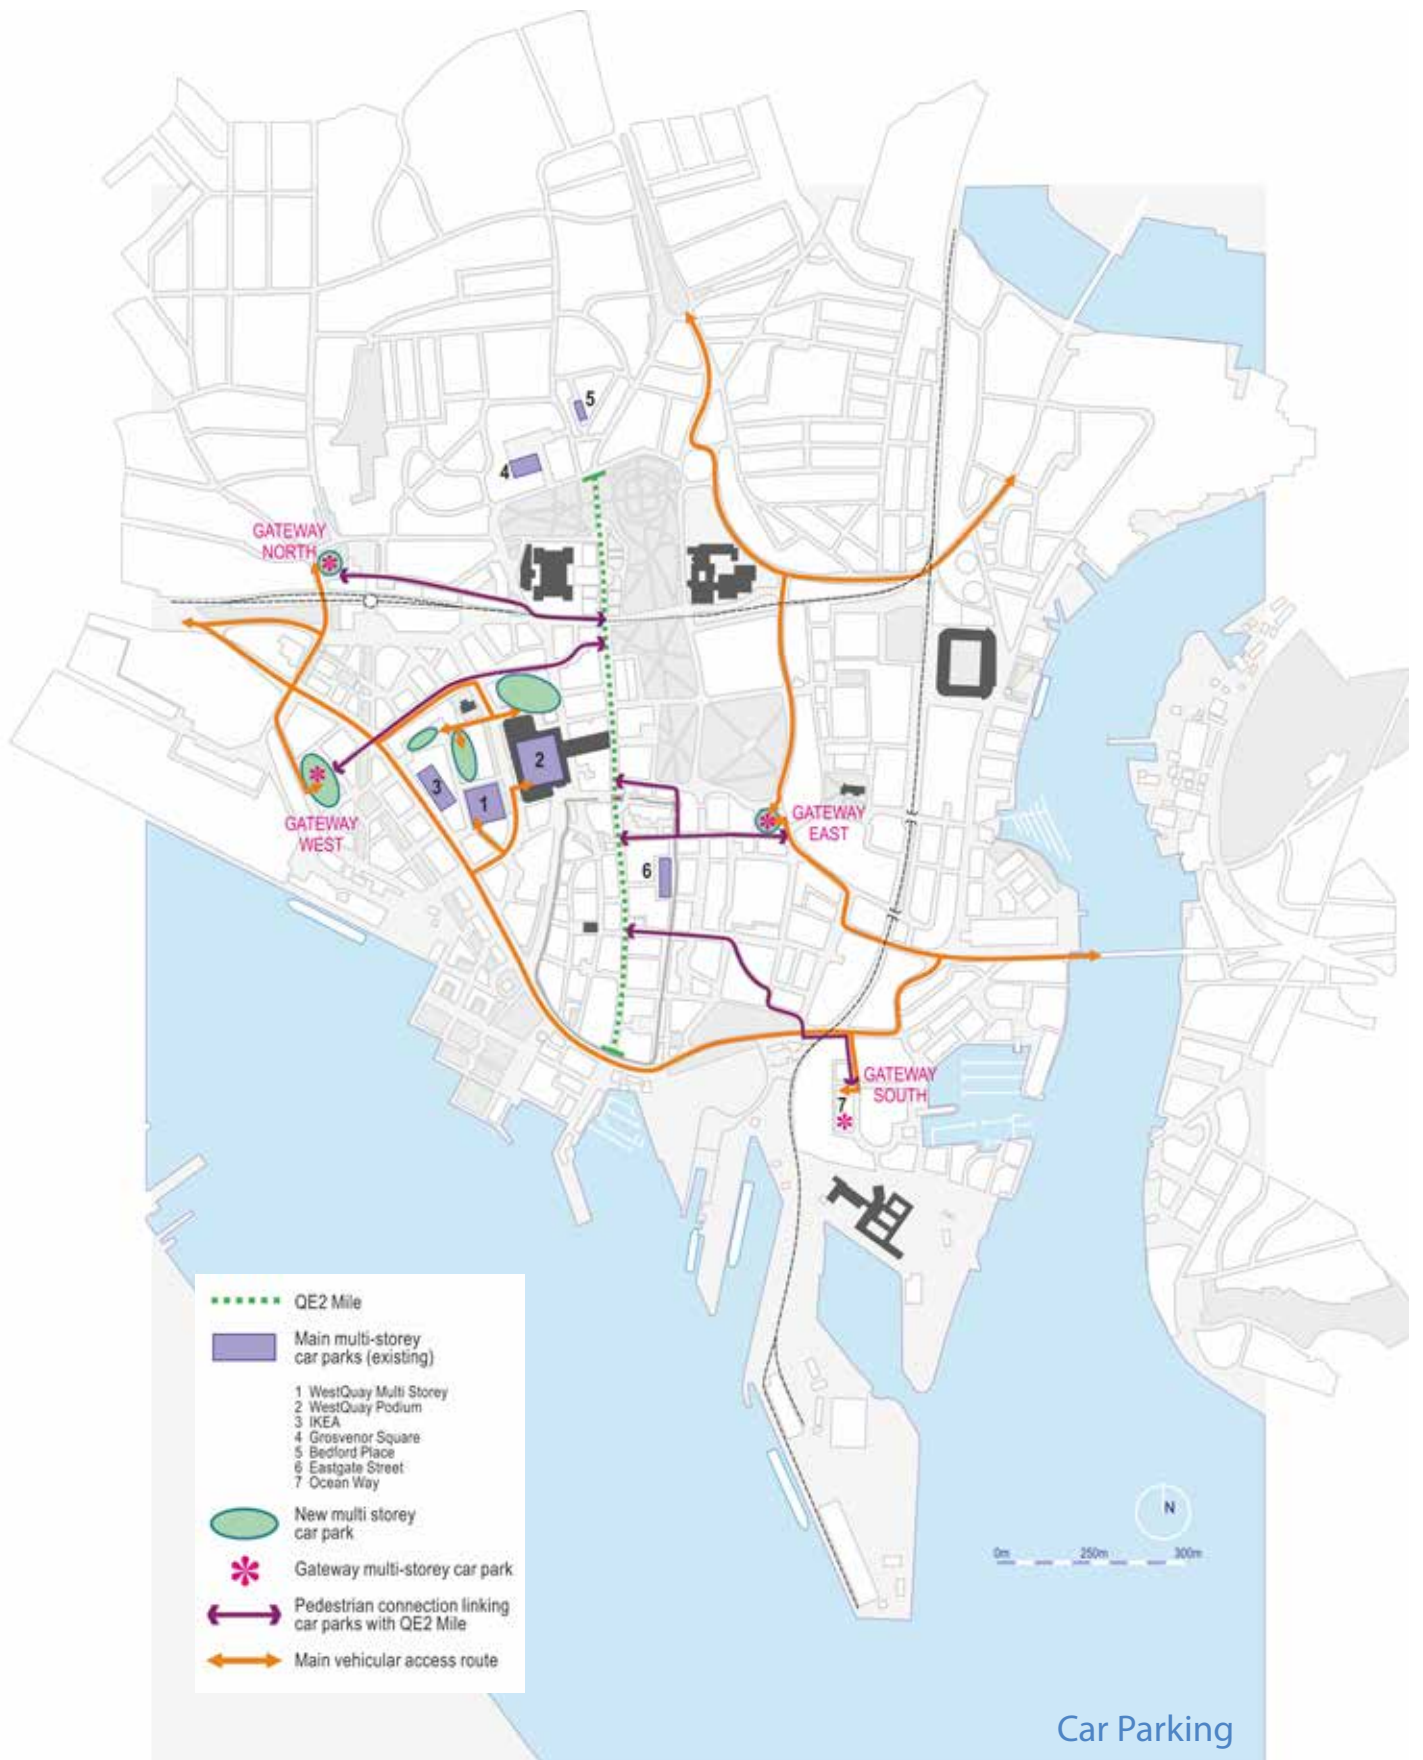 5
4
GATEWAY
NORTH
2
3
1
GATEWAY
WEST
GATEWAY
EAST
6
GATEWAY
SOUTH
7
QE2 Mile
Main multi-storey
car parks (existing)
1 WestQuay Multi Storey
2 WestQuay Podium
3 IKEA
4 Grosvenor Square
5 Bedford Place
6 Eastgate Street
7 Ocean Way
New multi storey
car park
Gateway multi-storey car park
Pedestrian connection linking
car parks with QE2 Mile
Main vehicular access route
N
0m 250m 300m
Car Parking